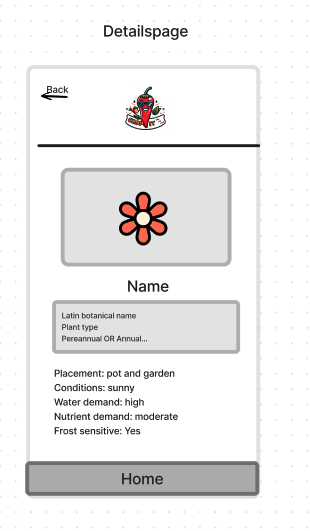 Detailspage
Back
Name
Latin botanical name
Plant type
Pereannual OR Annual...
Placement: pot and garden
Conditions: sunny
Water demand: high
Nutrient demand: moderate
Frost sensitive: Yes
Home